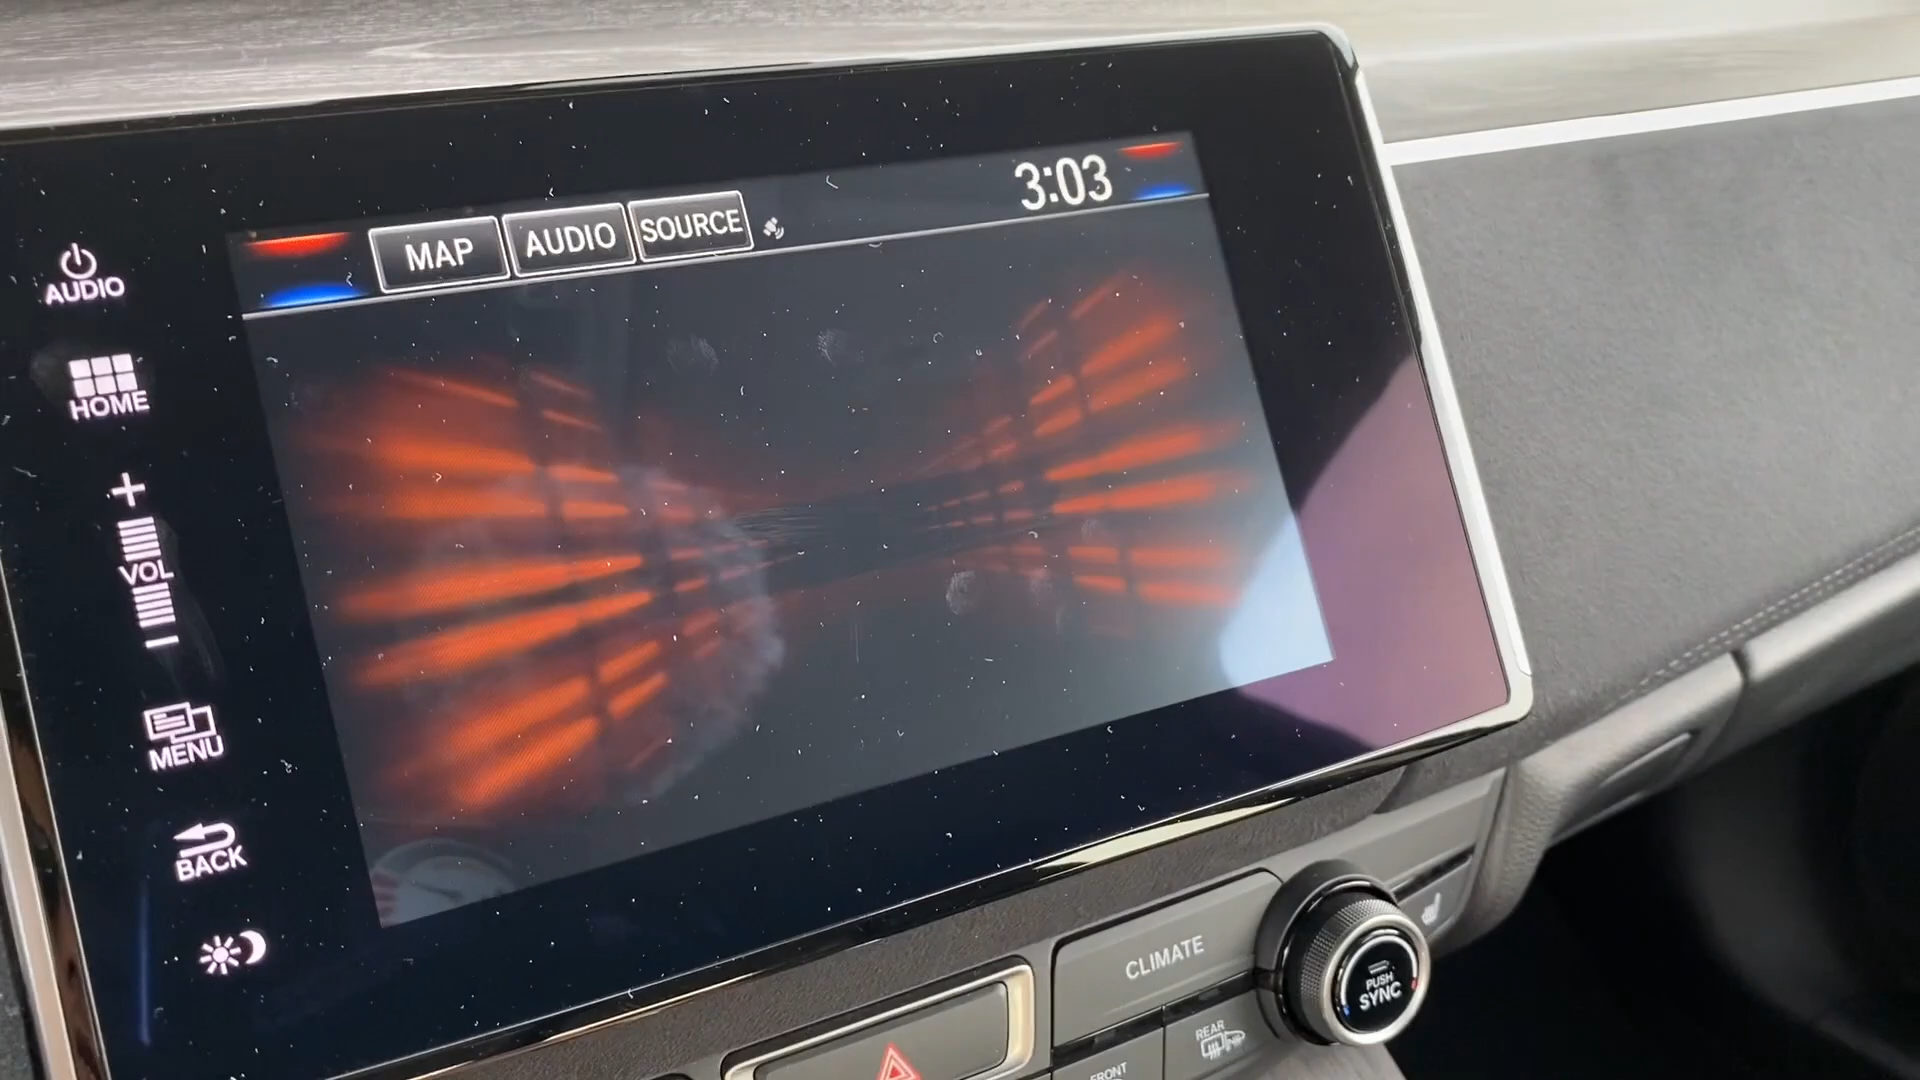 MAP AUDIO SOURCE 3:03
AUDIO
HOME
VOL
MENU
BACK
CLIMATE
PUSH
SYNC
REAR
FRONT